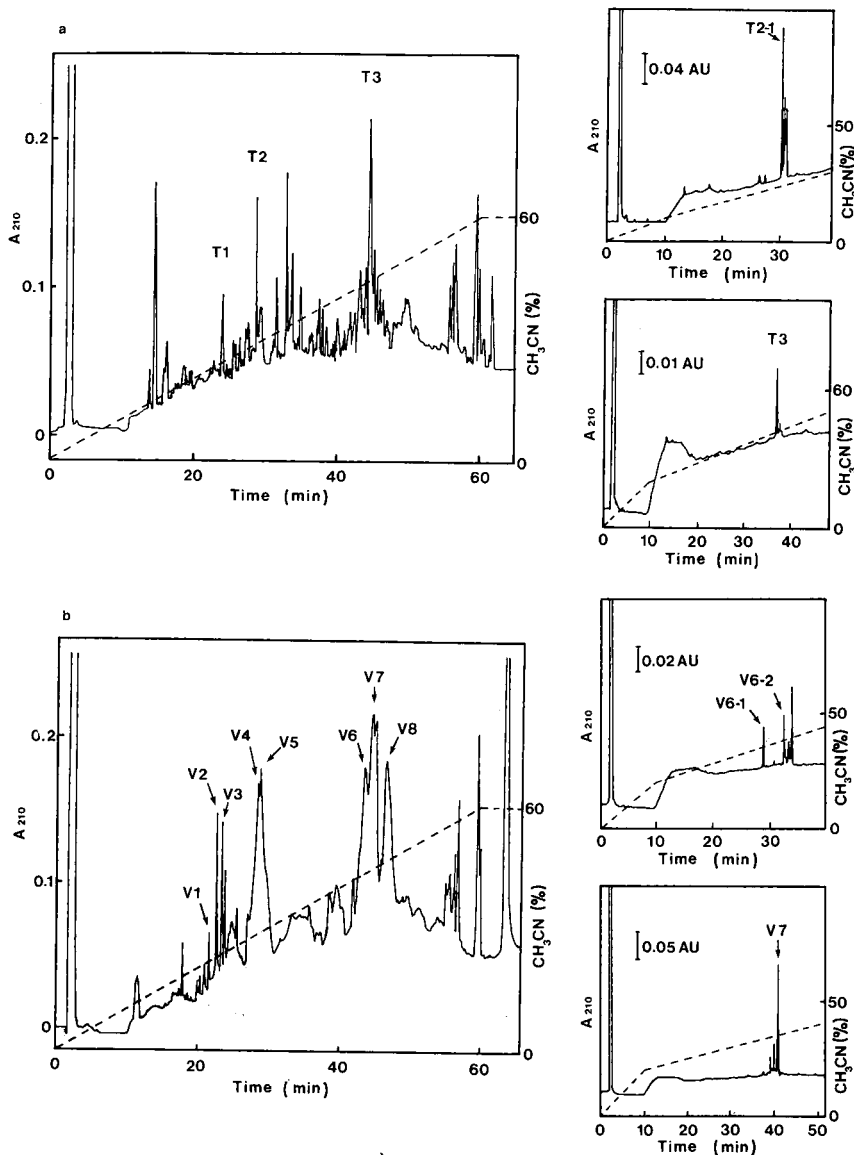 a
T3
T2
T1
0.2
0.1
0
A 210
60
0
CH3CN (%)
0 20 40 60
Time (min)
T2-1
0.04 AU
A 210
50
0
CH3CN (%)
0 10 20 30
Time (min)
T3
0.01 AU
A 210
60
0
CH3CN (%)
0 10 20 30 40
Time (min)
b
V7
V6
V8
V4
V5
V2
V3
V1
0.2
0.1
0
A 210
60
0
CH3CN (%)
0 20 40 60
Time (min)
0.02 AU
V6-2
V6-1
A 210
50
0
CH3CN (%)
0 10 20 30
Time (min)
0.05 AU
V7
A 210
50
0
CH3CN (%)
0 10 20 30 40 50
Time (min)